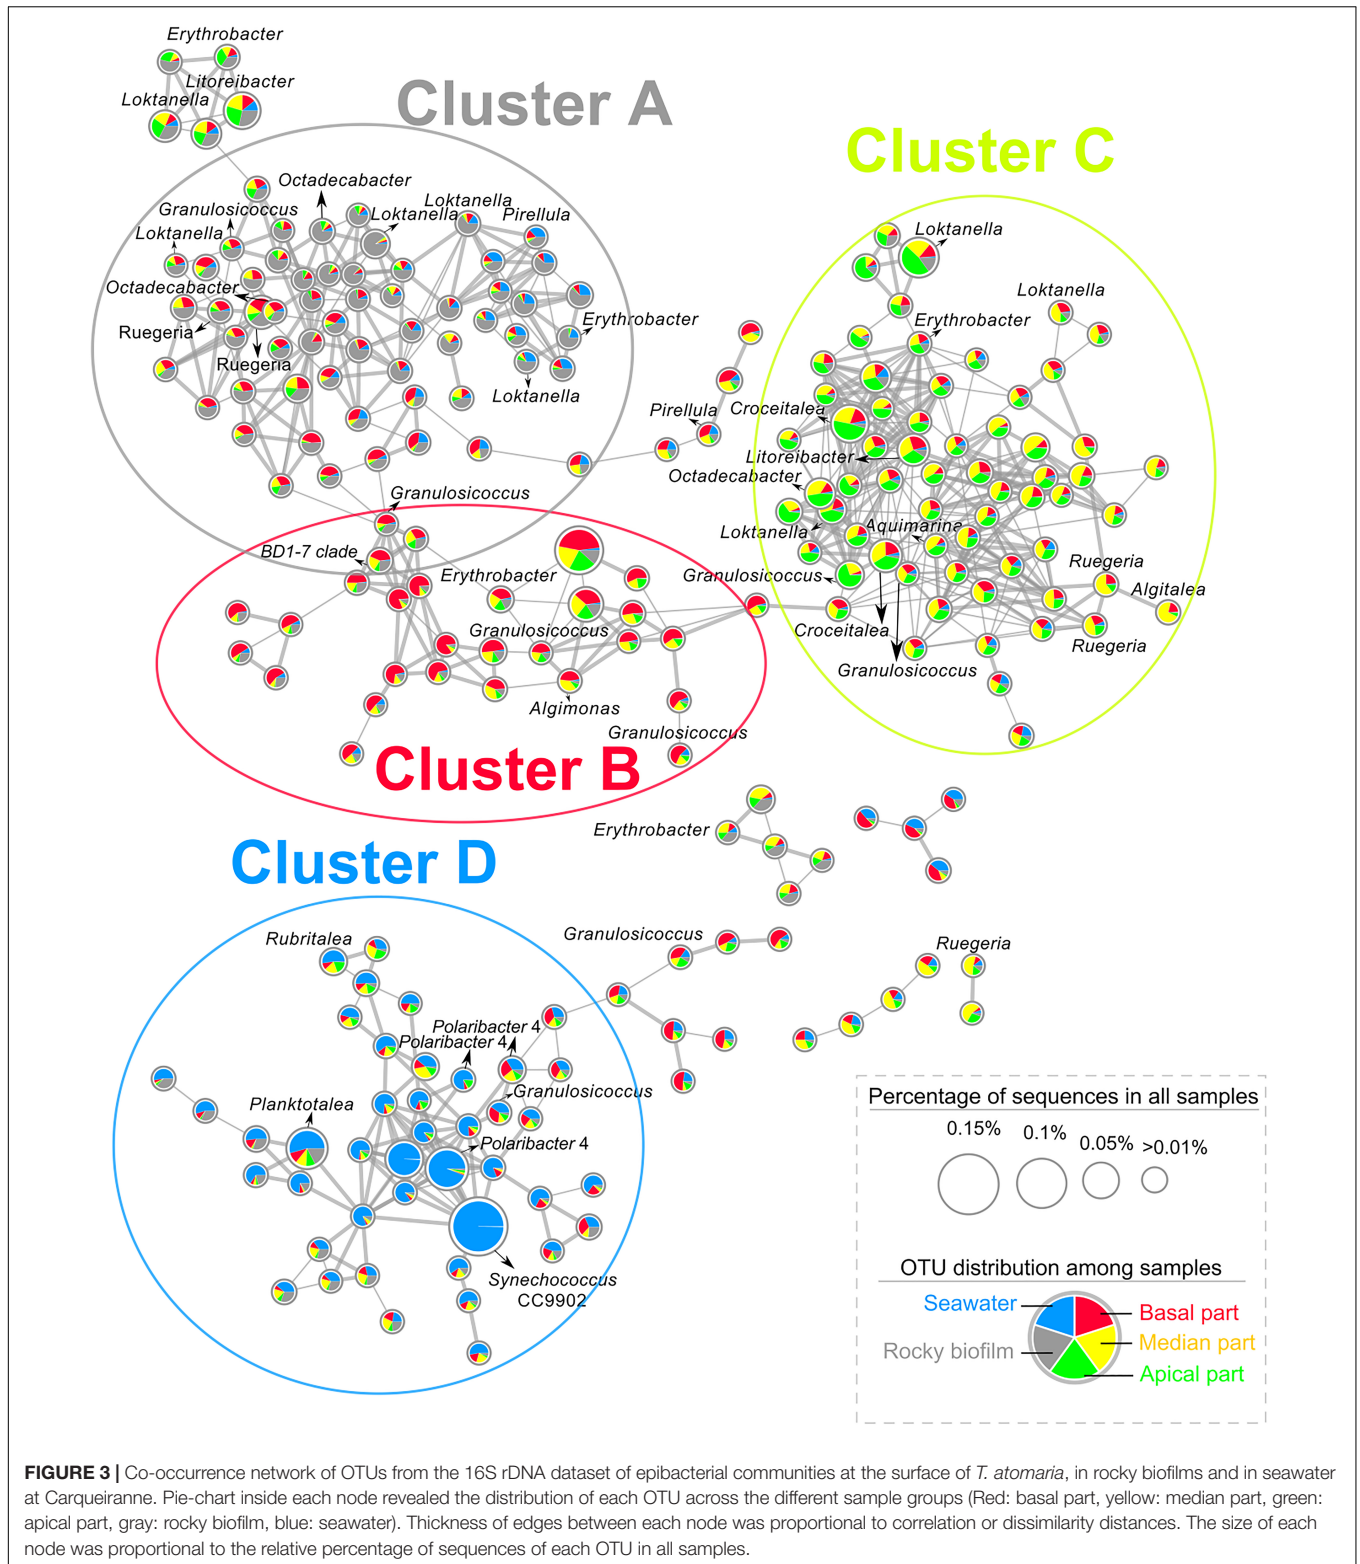 Erythrobacter
Litoreibacter
Loktanella
Cluster A
Cluster C
Octadecabacter
Granulosicoccus
Loktanella
Loktanella
Loktanella
Pirellula
Octadecabacter
Ruegeria
Ruegeria
Erythrobacter
Loktanella
Loktanella
Loktanella
Erythrobacter
Pirellula
Croceitalea
Litoreibacter
Octadecabacter
Loktanella
Aquimarina
Granulosicoccus
Croceitalea
Granulosicoccus
Ruegeria
Algitalea
Ruegeria
Granulosicoccus
BD1-7 clade
Erythrobacter
Granulosicoccus
Algimonas
Granulosicoccus
Cluster B
Erythrobacter
Cluster D
Granulosicoccus
Ruegeria
Rubritalea
Polaribacter 4
Polaribacter 4
Granulosicoccus
Planktotalea
Polaribacter 4
Synechococcus
CC9902
Percentage of sequences in all samples
0.15% 0.1% 0.05% >0.01%
OTU distribution among samples
Seawater
Basal part
Rocky biofilm
Median part
Apical part
FIGURE 3 | Co-occurrence network of OTUs from the 16S rDNA dataset of epibacterial communities at the surface of T. atomaria, in rocky biofilms and in seawater
at Carqueiranne. Pie-chart inside each node revealed the distribution of each OTU across the different sample groups (Red: basal part, yellow: median part, green:
apical part, gray: rocky biofilm, blue: seawater). Thickness of edges between each node was proportional to correlation or dissimilarity distances. The size of each
node was proportional to the relative percentage of sequences of each OTU in all samples.